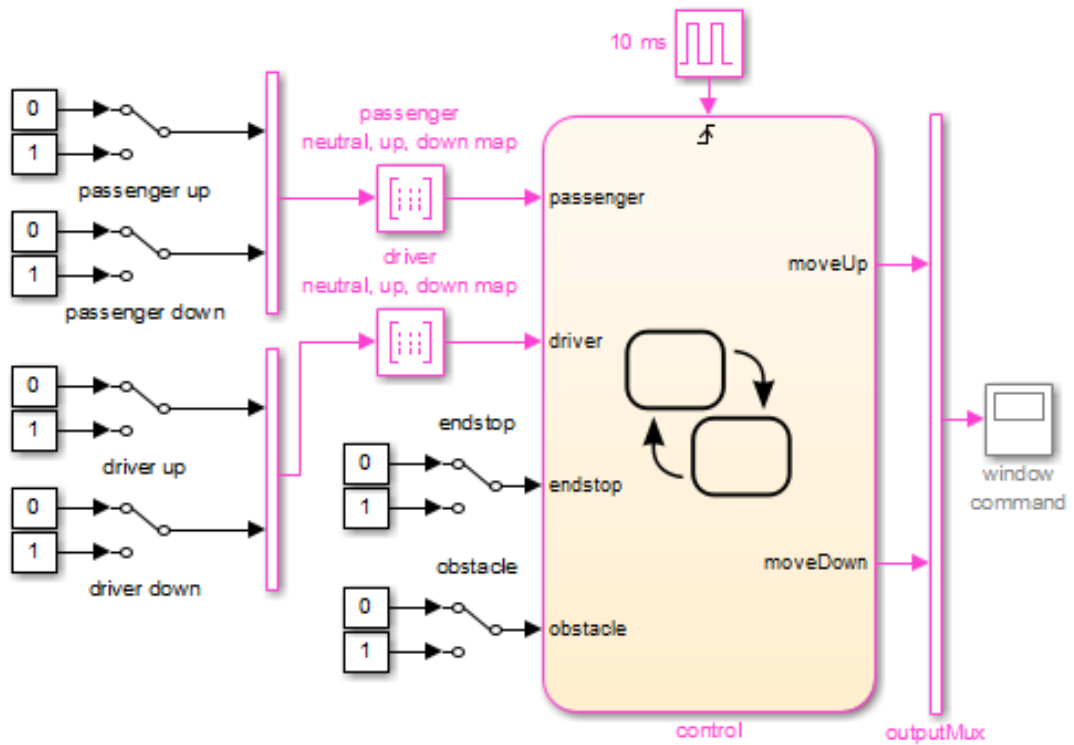 10 ms
0
1
passenger up
0
1
passenger down
passenger
neutral, up, down map
driver
neutral, up, down map
0
1
driver up
0
1
driver down
endstop
0
1
obstacle
0
1
passenger
driver
endstop
obstacle
moveUp
moveDown
control
outputMux
window
command